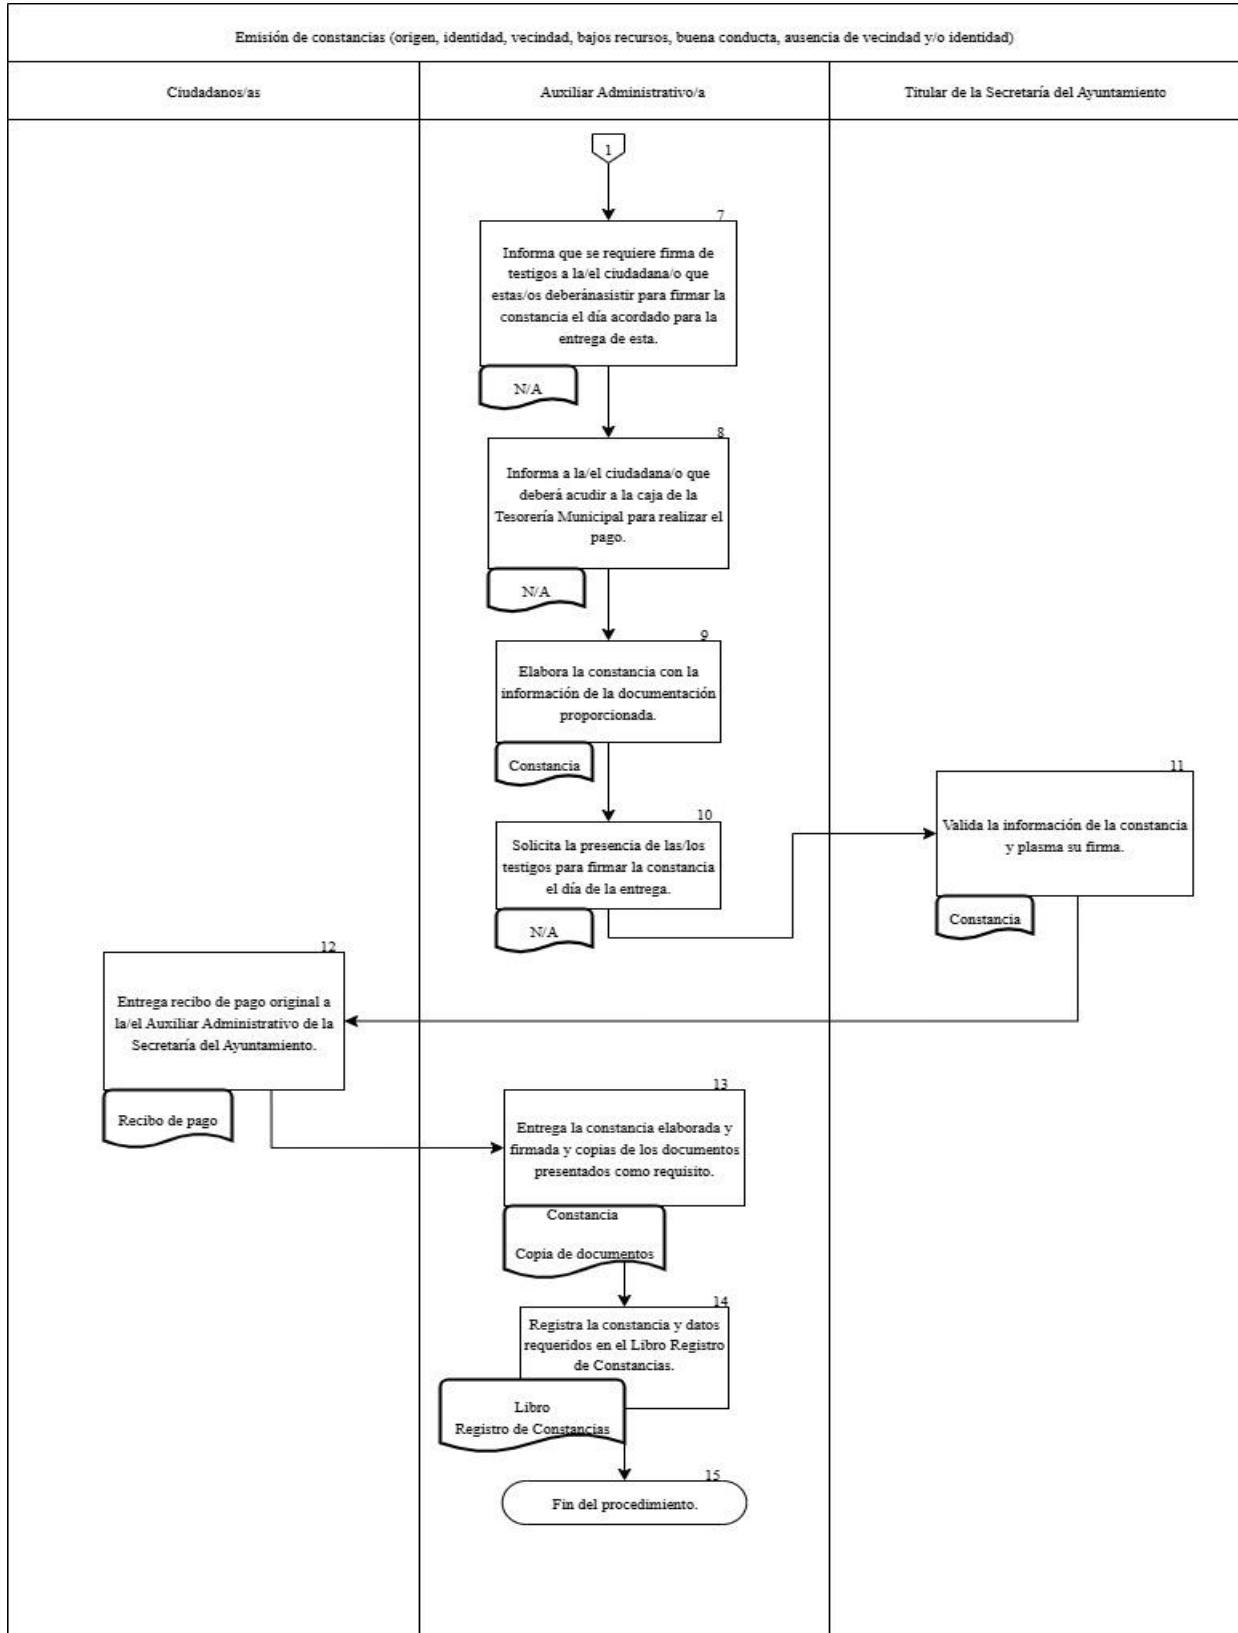 Emisión de constancias (origen, identidad, vecindad, bajos recursos, buena conducta, ausencia de vecindad y/o identidad)
Ciudadanos/as
Auxiliar Administrativo/a
Titular de la Secretaría del Ayuntamiento
1
7
Informa que se requiere firma de
testigos a la/el ciudadana/o que
estas/os deberánasistir para firmar la
constancia el día acordado para la
entrega de esta.
N/A
8
Informa a la/el ciudadana/o que
deberá acudir a la caja de la
Tesorería Municipal para realizar el
pago.
N/A
9
Elabora la constancia con la
información de la documentación
proporcionada.
Constancia
10
Solicita la presencia de las/los
testigos para firmar la constancia
el día de la entrega.
N/A
11
Valida la información de la constancia
y plasma su firma.
Constancia
12
Entrega recibo de pago original a
la/el Auxiliar Administrativo de la
Secretaría del Ayuntamiento.
Recibo de pago
13
Entrega la constancia elaborada y
firmada y copias de los documentos
presentados como requisito.
Constancia
Copia de documentos
14
Registra la constancia y datos
requeridos en el Libro Registro
de Constancias.
Libro
Registro de Constancias
15
Fin del procedimiento.